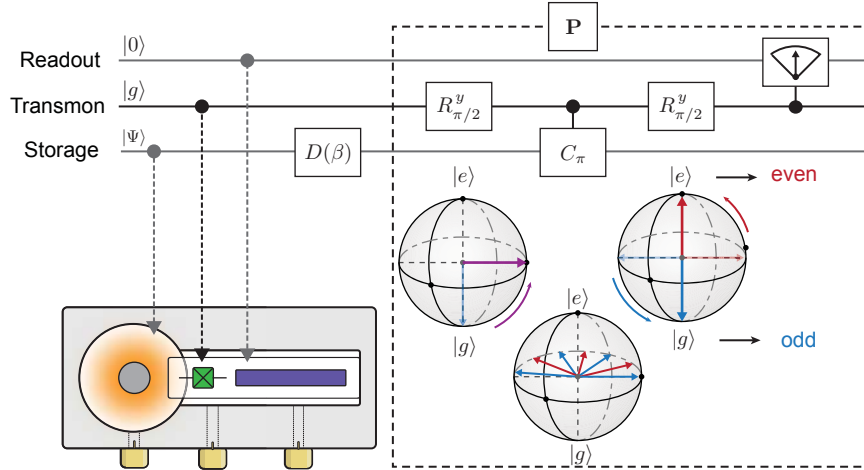 P
Readout |0⟩
Transmon |g⟩ R^y_{π/2} R^y_{π/2}
Storage |Ψ⟩ D(β) C_π
|e⟩ |e⟩ even
|g⟩ |e⟩ |g⟩ odd
|g⟩